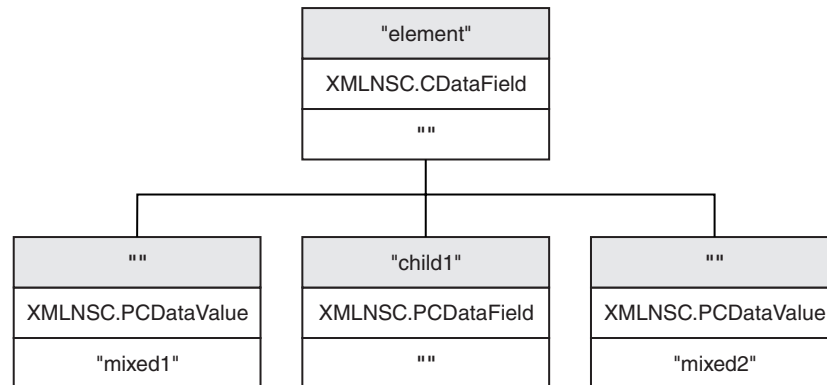 "element"
XMLNSC.CDataField
""
""
XMLNSC.PCDataValue
"mixed1"
"child1"
XMLNSC.PCDataField
""
""
XMLNSC.PCDataValue
"mixed2"